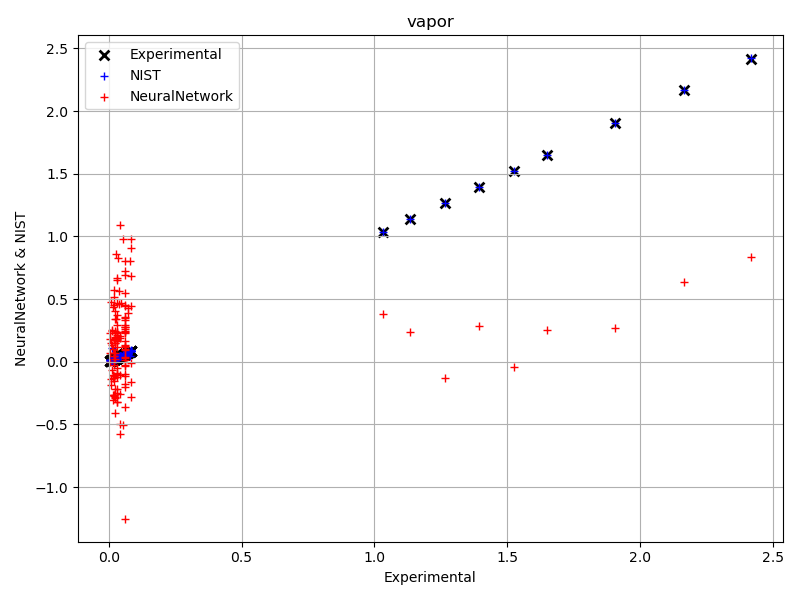 vapor
Experimental
NIST
NeuralNetwork
NeuralNetwork & NIST
2.5
2.0
1.5
1.0
0.5
0.0
−0.5
−1.0
0.0 0.5 1.0 1.5 2.0 2.5
Experimental